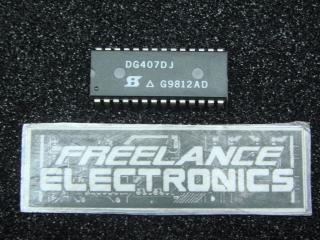 DG407DJ
S △ G9812AD
FREELANCE
ELECTRONICS